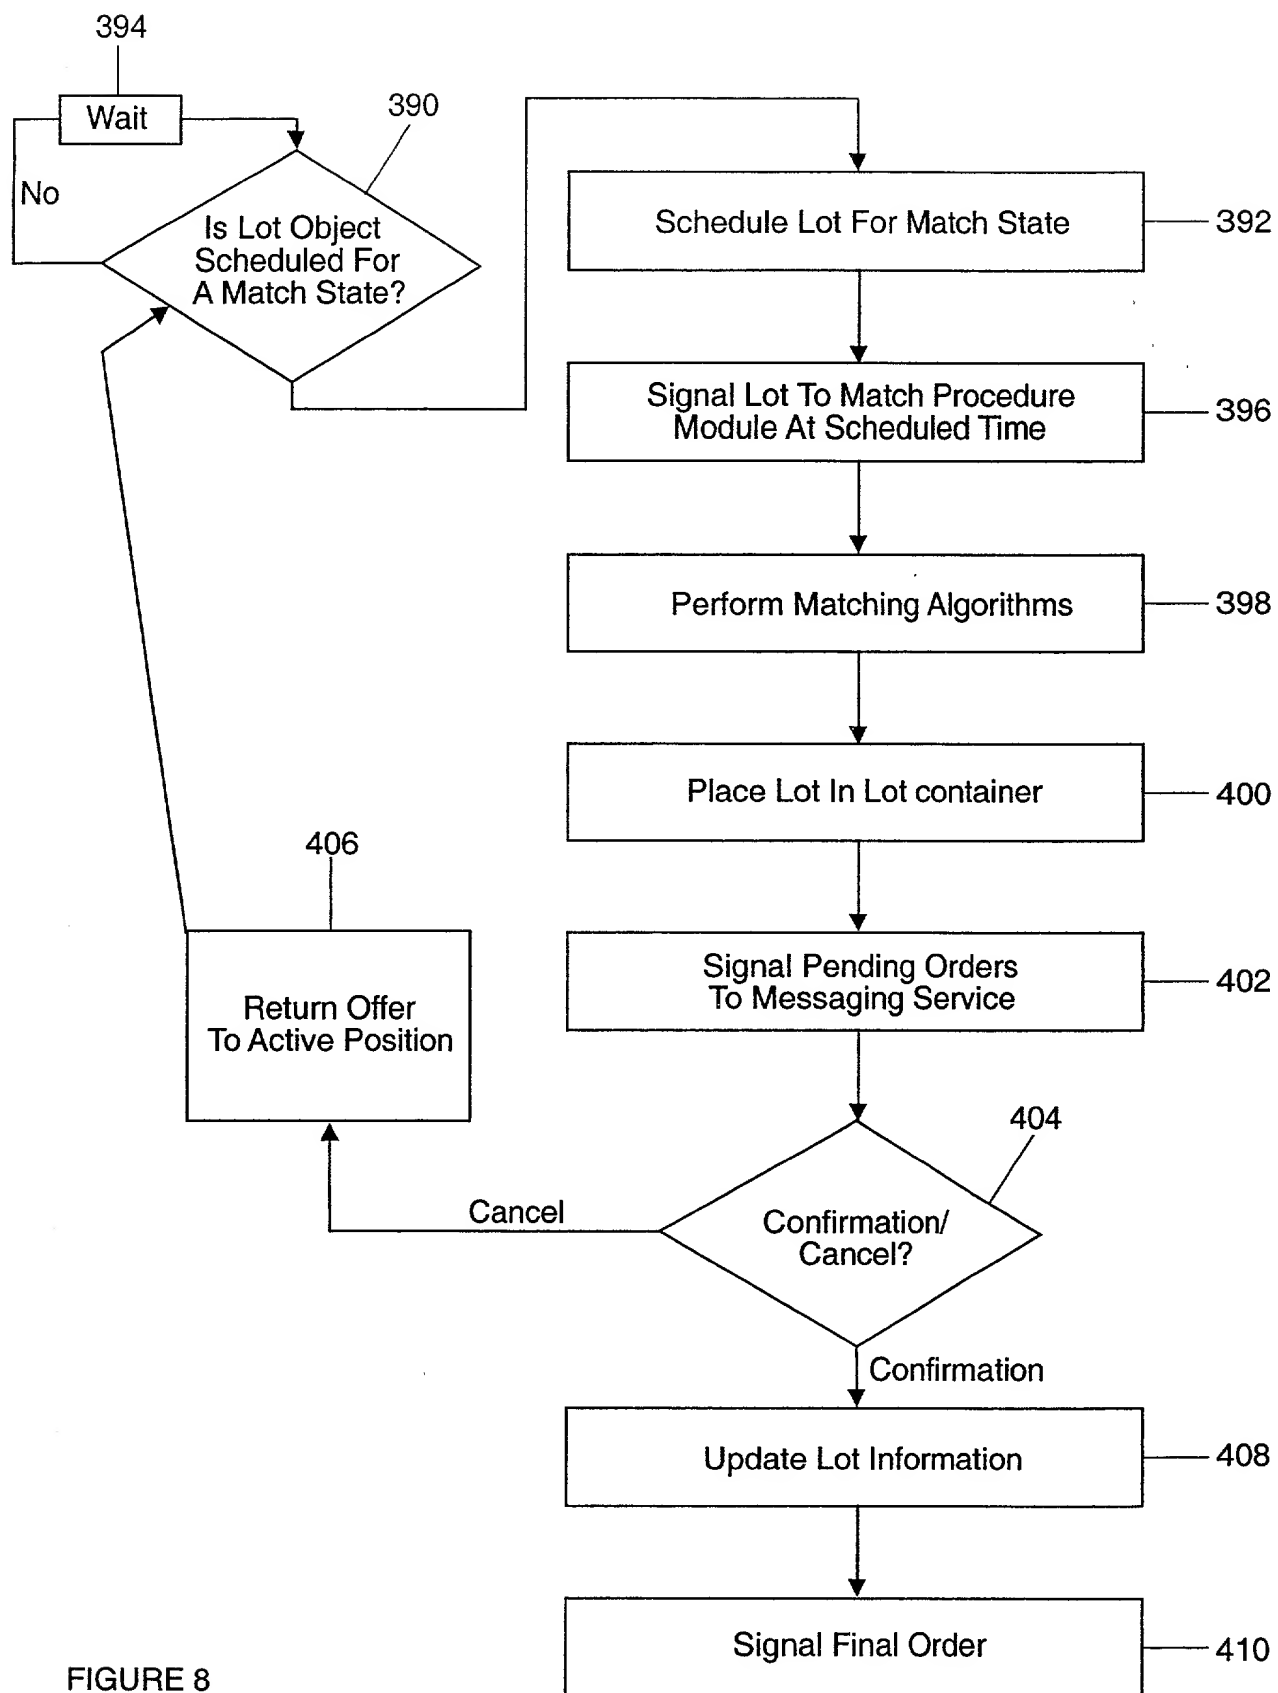 394
Wait
390
No
Is Lot Object
Scheduled For
A Match State?
Schedule Lot For Match State
392
Signal Lot To Match Procedure
Module At Scheduled Time
396
Perform Matching Algorithms
398
Place Lot In Lot container
400
406
Return Offer
To Active Position
Signal Pending Orders
To Messaging Service
402
404
Cancel
Confirmation/
Cancel?
Confirmation
Update Lot Information
408
Signal Final Order
410
FIGURE 8